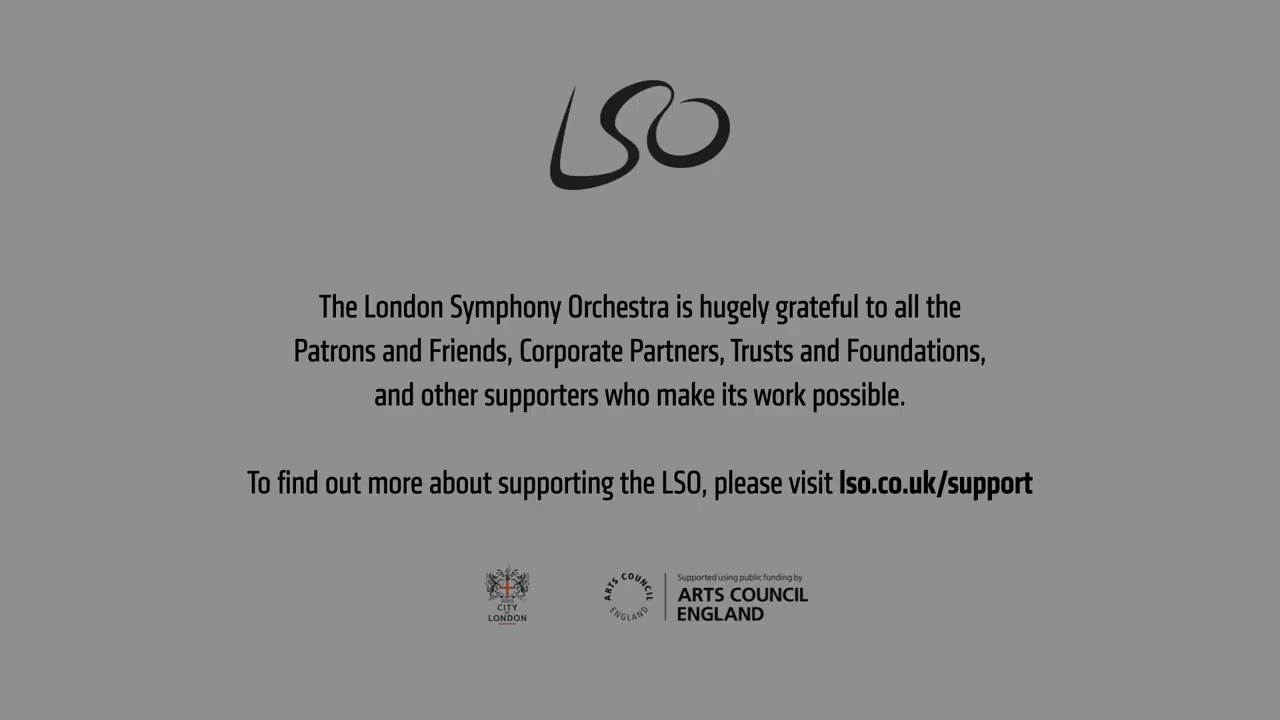 LSO
The London Symphony Orchestra is hugely grateful to all the
Patrons and Friends, Corporate Partners, Trusts and Foundations,
and other supporters who make its work possible.
To find out more about supporting the LSO, please visit lso.co.uk/support
CITY
OF
LONDON
ARTS COUNCIL
ENGLAND
Supported using public funding by
ARTS COUNCIL
ENGLAND